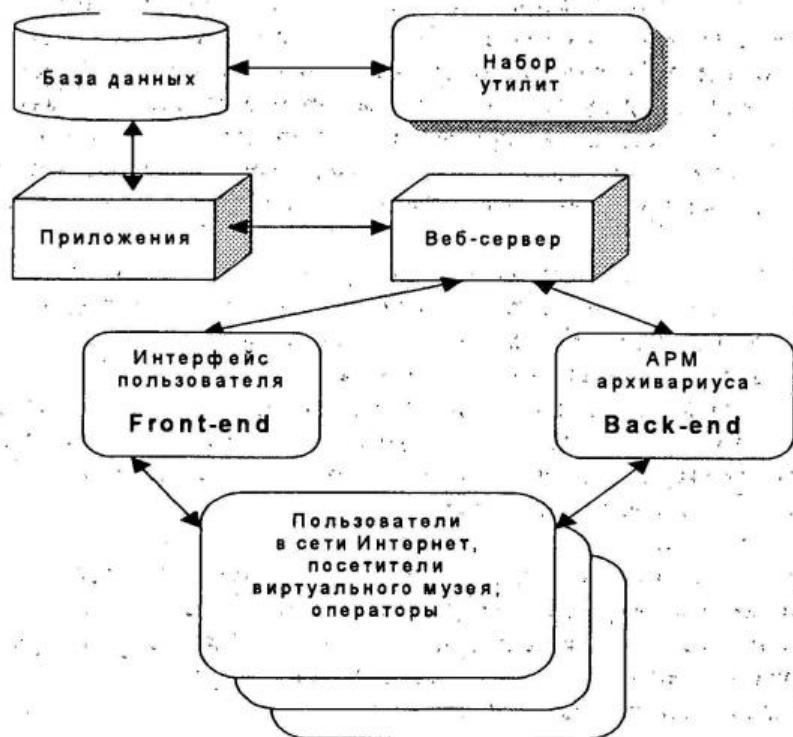 База данных
Набор
утилит
Приложения
Веб-сервер
Интерфейс
пользователя
Front-end
АРМ
архивариуса
Back-end
Пользователи
в сети Интернет,
посетители
виртуального музея,
операторы